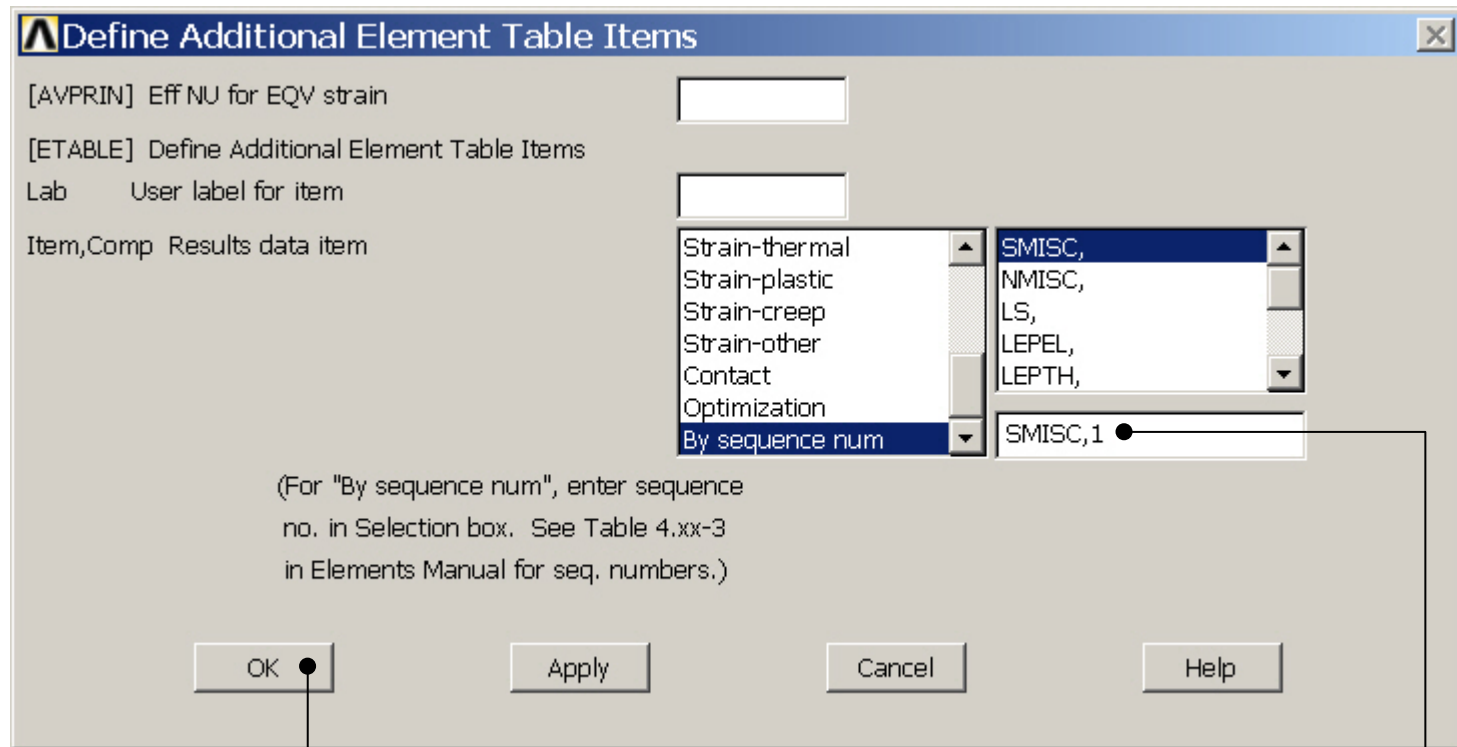 Define Additional Element Table Items
[AVPRIN] Eff NU for EQV strain
[ETABLE] Define Additional Element Table Items
Lab User label for item
Item,Comp Results data item
Strain-thermal
Strain-plastic
Strain-creep
Strain-other
Contact
Optimization
By sequence num
SMISC,
NMISC,
LS,
LEPEL,
LEPTH,
SMISC,1
(For "By sequence num", enter sequence
no. in Selection box. See Table 4.xx-3
in Elements Manual for seq. numbers.)
OK Apply Cancel Help